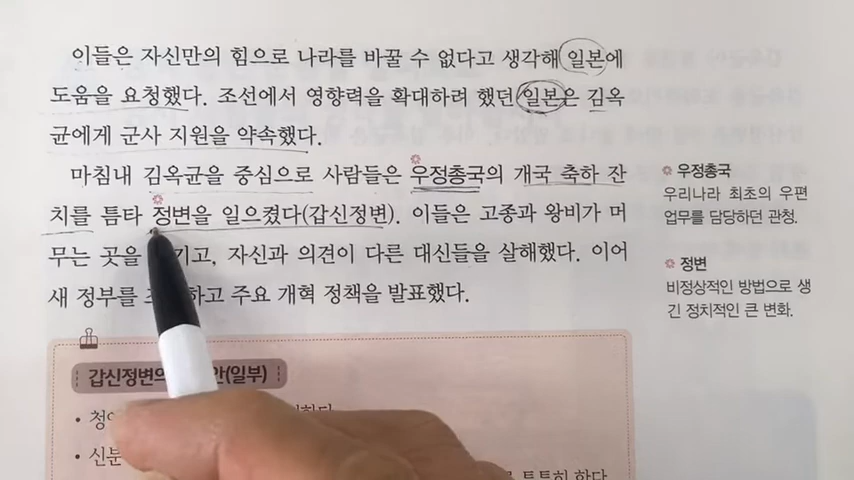 이들은 자신만의 힘으로 나라를 바꿀 수 없다고 생각해 일본에
도움을 요청했다. 조선에서 영향력을 확대하려 했던 일본은 김옥
균에게 군사 지원을 약속했다.
마침내 김옥균을 중심으로 사람들은 우정총국의 개국 축하 잔
치를 틈타 정변을 일으켰다(갑신정변). 이들은 고종과 왕비가 머
무는 곳을 기고, 자신과 의견이 다른 대신들을 살해했다. 이어
새 정부를 하고 주요 개혁 정책을 발표했다.
우정총국
우리나라 최초의 우편
업무를 담당하던 관청.
정변
비정상적인 방법으로 생
긴 정치적인 큰 변화.
갑신정변의 안(일부)
• 청
• 신분